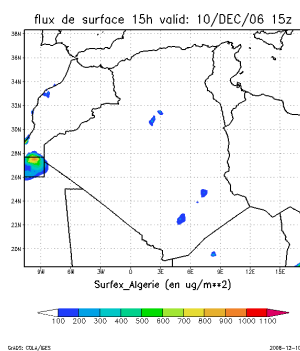 flux de surface 15h valid: 10/DEC/06 15z
38N
36N
34N
32N
30N
28N
26N
24N
22N
20N
9W 6W 3W 0 3E 6E 9E 12E 15E
Surfex_Algerie (en ug/m**2)
100 200 300 400 500 600 700 800 900 1000 1100
GrADS: COLA/IGES 2008-12-10